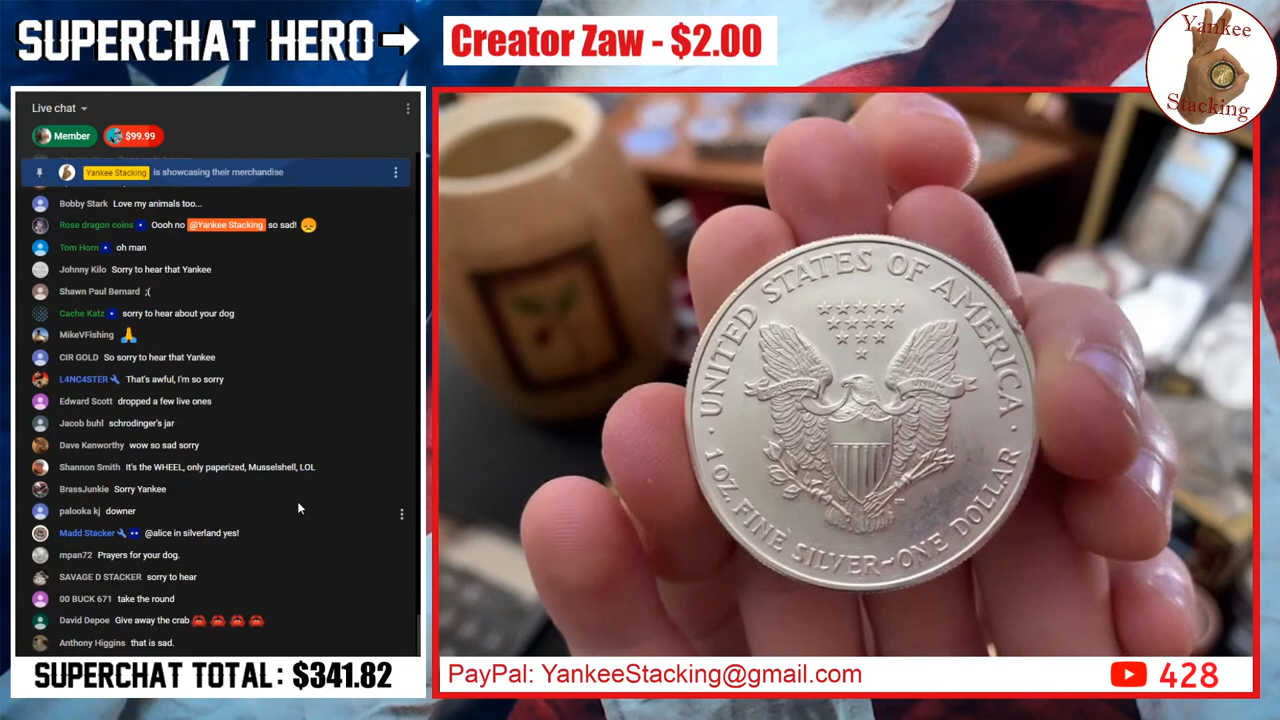 SUPERCHAT HERO
Creator Zaw - $2.00
Yankee
Stacking
Live chat
Member
$99.99
Yankee Stacking is showcasing their merchandise
Bobby Stark Love my animals too...
Rose dragon coins Oooh no @Yankee Stacking so sad! 😞
Tom Horn oh man
Johnny Kilo Sorry to hear that Yankee
Shawn Paul Bernard ;(
Cache Katz sorry to hear about your dog
MikeVFishing 🙏
CIR GOLD So sorry to hear that Yankee
L4NC4STER That's awful, I'm so sorry
Edward Scott dropped a few live ones
Jacob buhl schrodinger's jar
Dave Kenworthy wow so sad sorry
Shannon Smith It's the WHEEL, only paperized, Musselshell, LOL
BrassJunkie Sorry Yankee
palooka kj downer
Madd Stacker @alice in silverland yes!
mpan72 Prayers for your dog.
SAVAGE D STACKER sorry to hear
00 BUCK 671 take the round
David Depoe Give away the crab 🦀 🦀 🦀 🦀
Anthony Higgins that is sad.
SUPERCHAT TOTAL: $341.82
UNITED STATES OF AMERICA
1 OZ. FINE SILVER~ONE DOLLAR
PayPal: YankeeStacking@gmail.com
428